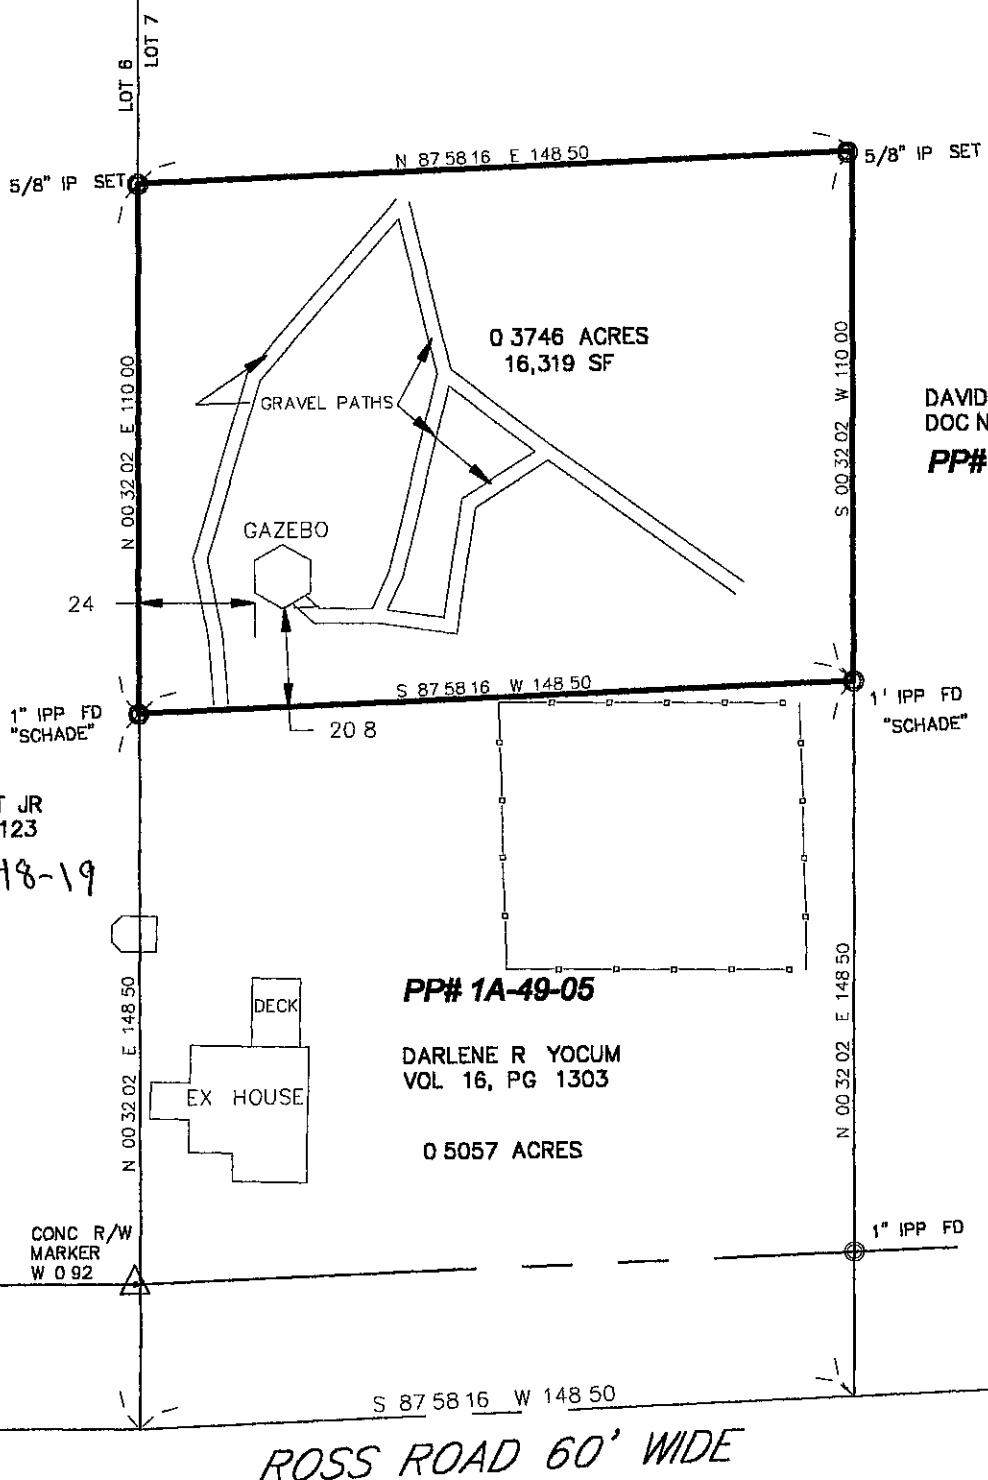 LOT 6
LOT 7
N 87 58 16 E 148 50
5/8" IP SET
5/8" IP SET
0 3746 ACRES
16,319 SF
N 00 32 02 E 110 00
S 00 32 02 W 110 00
GRAVEL PATHS
DAVID
DOC N
PP#
GAZEBO
24
S 87 58 16 W 148 50
1" IPP FD
"SCHADE"
1' IPP FD
"SCHADE"
20 8
T JR
123
48-19
DECK
PP# 1A-49-05
N 00 32 02 E 148 50
N 00 32 02 E 148 50
DARLENE R YOCUM
VOL 16, PG 1303
EX HOUSE
0 5057 ACRES
CONC R/W
MARKER
W 0 92
1" IPP FD
S 87 58 16 W 148 50
ROSS ROAD 60' WIDE